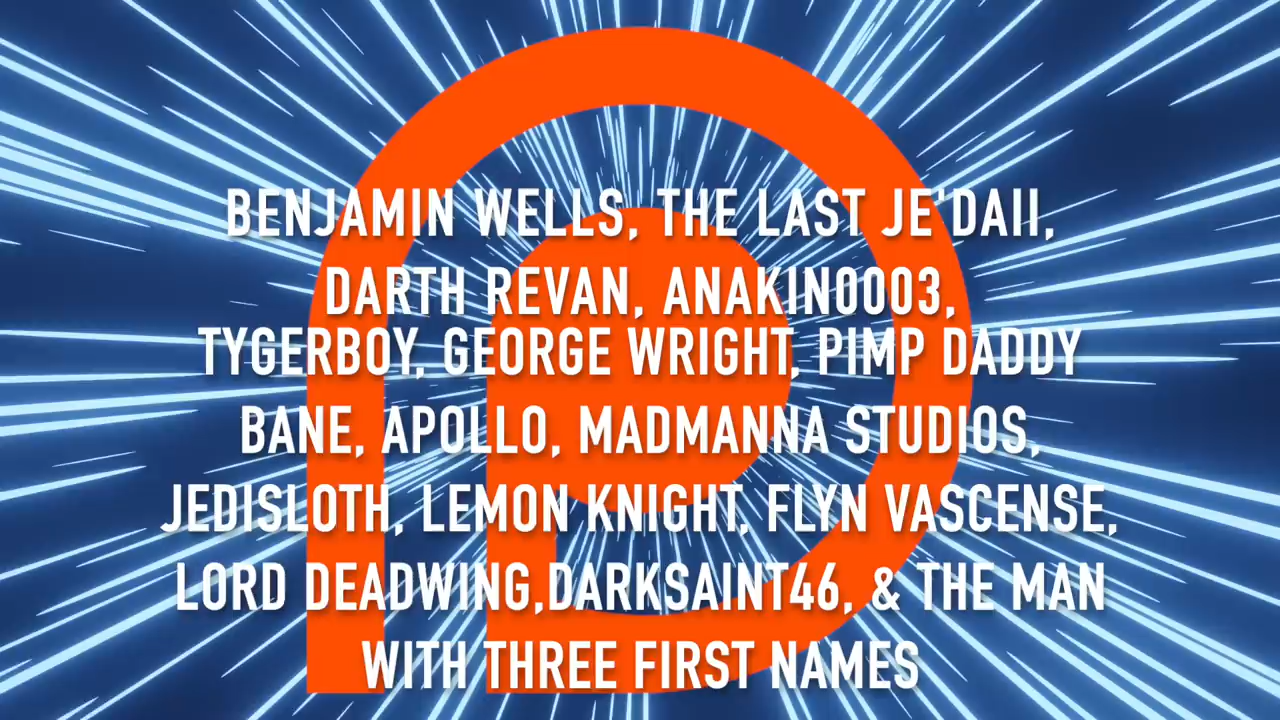 BENJAMIN WELLS, THE LAST JE'DAII,
DARTH REVAN, ANAKIN0003,
TYGERBOY, GEORGE WRIGHT, PIMP DADDY
BANE, APOLLO, MADMANNA STUDIOS,
JEDISLOTH, LEMON KNIGHT, FLYN VASCENSE,
LORD DEADWING,DARKSAINT46, & THE MAN
WITH THREE FIRST NAMES